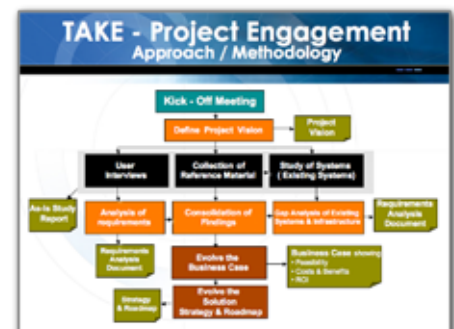 TAKE - Project Engagement
Approach / Methodology
Kick - Off Meeting
Define Project Vision
Project
Vision
User
Interviews
Collection of
Reference Material
Study of Systems
( Existing Systems)
As-Is Study
Report
Analysis of
requirements
Consolidation of
Findings
Gap Analysis of Existing
Systems & Infrastructure
Requirements
Analysis
Document
Requirements
Analysis
Document
Evolve the
Business Case
Business Case showing
• Feasibility
• Costs & Benefits
• ROI
Strategy
& Roadmap
Evolve the
Solution
Strategy & Roadmap